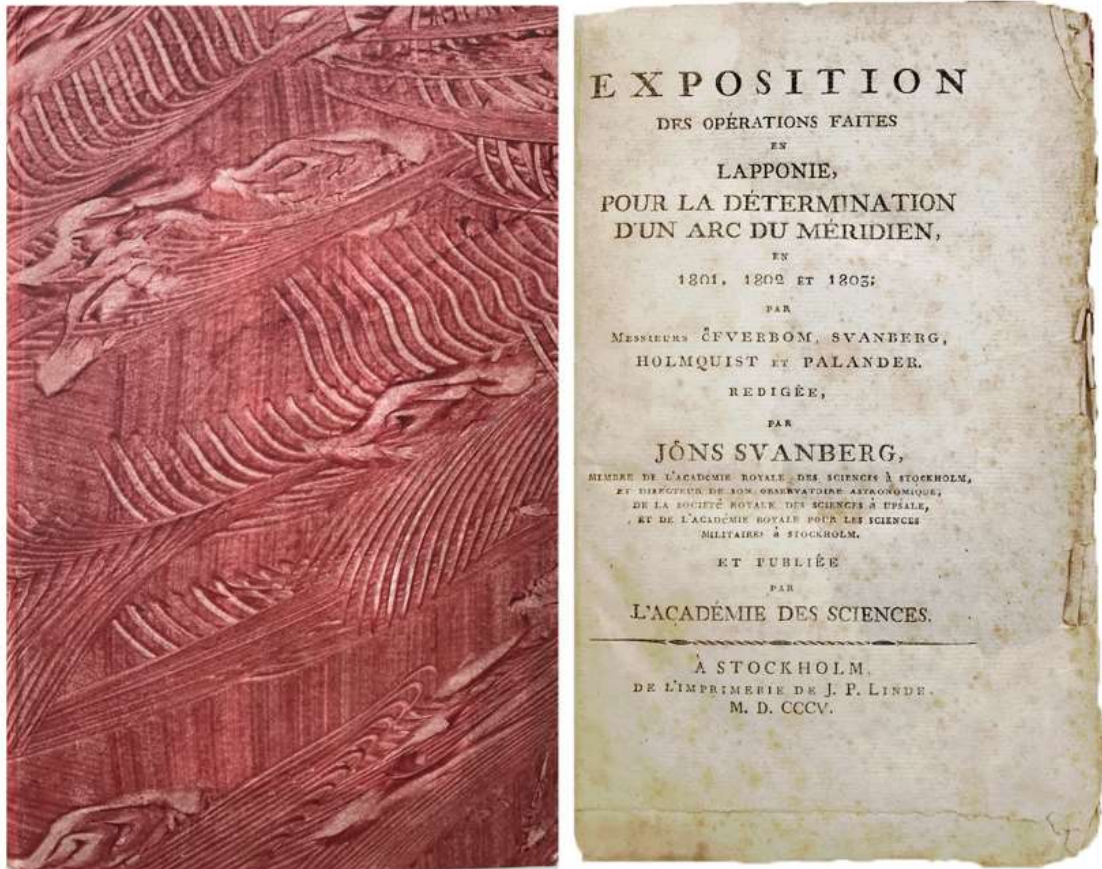 EXPOSITION
DES OPÉRATIONS FAITES
EN
LAPPONIE,
POUR LA DÉTERMINATION
D'UN ARC DU MÉRIDIEN,
EN
1801, 1802 ET 1803;
PAR
MESSIEURS ÖFVERBOM, SVANBERG,
HOLMQUIST ET PALANDER.
REDIGÉE,
PAR
JÖNS SVANBERG,
MEMBRE DE L'ACADÉMIE ROYALE DES SCIENCES À STOCKHOLM,
ET DIRECTEUR DE SON OBSERVATOIRE ASTRONOMIQUE,
DE LA SOCIÉTÉ ROYALE DES SCIENCES à UPSALE,
ET DE L'ACADÉMIE ROYALE POUR LES SCIENCES
MILITAIRES à STOCKHOLM.
ET PUBLIÉE
PAR
L'ACADÉMIE DES SCIENCES.
À STOCKHOLM,
DE L'IMPRIMERIE DE J. P. LINDH.
M. D. CCCV.